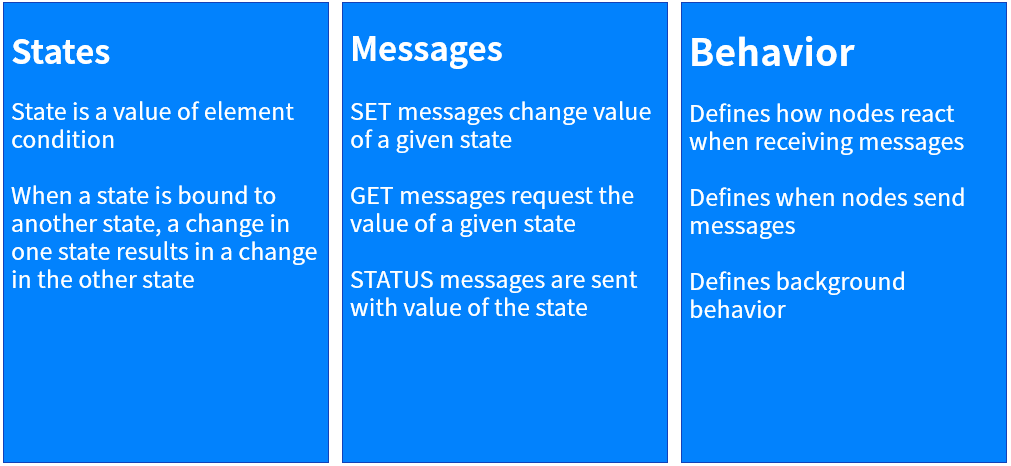 States
State is a value of element
condition
When a state is bound to
another state, a change in
one state results in a change
in the other state
Messages
SET messages change value
of a given state
GET messages request the
value of a given state
STATUS messages are sent
with value of the state
Behavior
Defines how nodes react
when receiving messages
Defines when nodes send
messages
Defines background
behavior